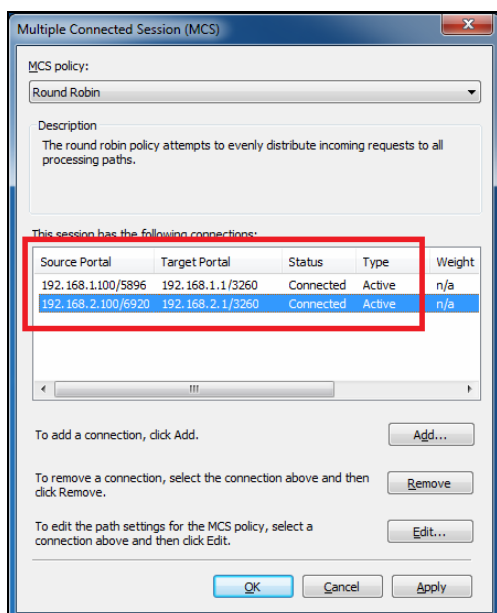 Multiple Connected Session (MCS)
MCS policy:
Round Robin
Description
The round robin policy attempts to evenly distribute incoming requests to all
processing paths.
This session has the following connections:
Source Portal Target Portal Status Type Weight
192.168.1.100/5896 192.168.1.1/3260 Connected Active n/a
192.168.2.100/6920 192.168.2.1/3260 Connected Active n/a
To add a connection, click Add. Add...
To remove a connection, select the connection above and then
click Remove. Remove
To edit the path settings for the MCS policy, select a
connection above and then click Edit. Edit...
OK Cancel Apply